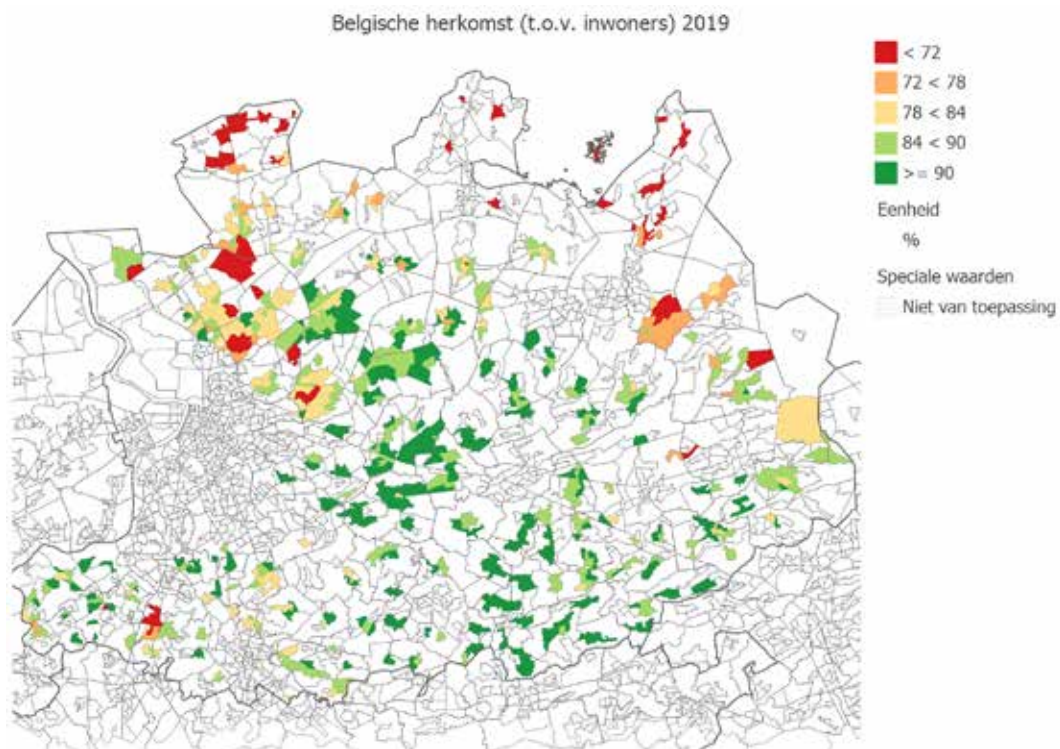 Belgische herkomst (t.o.v. inwoners) 2019
< 72
72 < 78
78 < 84
84 < 90
>= 90
Eenheid
%
Speciale waarden
Niet van toepassing